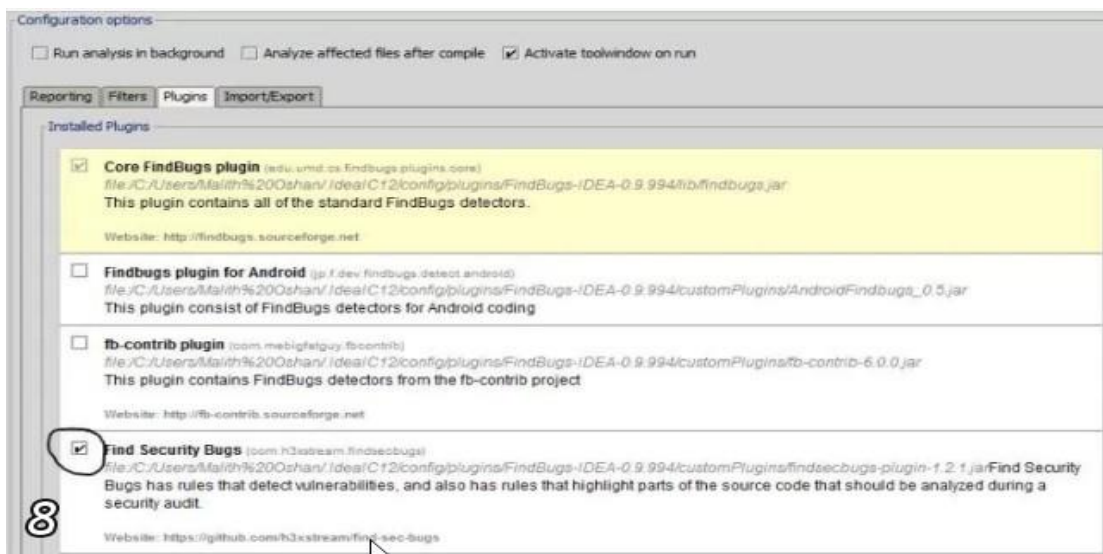 Configuration options
Run analysis in background Analyze affected files after compile Activate toolwindow on run
Reporting Filters Plugins Import/Export
Installed Plugins
Core FindBugs plugin (edu.umd.cs.findbugs.plugins.core)
file:/C:/Users/Malith%20Oshan/.IdeaIC12/config/plugins/FindBugs-IDEA-0.9.994/lib/findbugs.jar
This plugin contains all of the standard FindBugs detectors.
Website: http://findbugs.sourceforge.net
Findbugs plugin for Android (jp.f.dev.findbugs.detect.android)
file:/C:/Users/Malith%20Oshan/.IdeaIC12/config/plugins/FindBugs-IDEA-0.9.994/customPlugins/AndroidFindbugs_0.5.jar
This plugin consist of FindBugs detectors for Android coding
fb-contrib plugin (com.mebigfatguy.fbcontrib)
file:/C:/Users/Malith%20Oshan/.IdeaIC12/config/plugins/FindBugs-IDEA-0.9.994/customPlugins/fb-contrib-6.0.0.jar
This plugin contains FindBugs detectors from the fb-contrib project
Website: http://fb-contrib.sourceforge.net
Find Security Bugs (com.h3xstream.findsecbugs)
file:/C:/Users/Malith%20Oshan/.IdeaIC12/config/plugins/FindBugs-IDEA-0.9.994/customPlugins/findsecbugs-plugin-1.2.1.jarFind Security
Bugs has rules that detect vulnerabilities, and also has rules that highlight parts of the source code that should be analyzed during a
security audit.
8
Website: https://github.com/h3xstream/find-sec-bugs